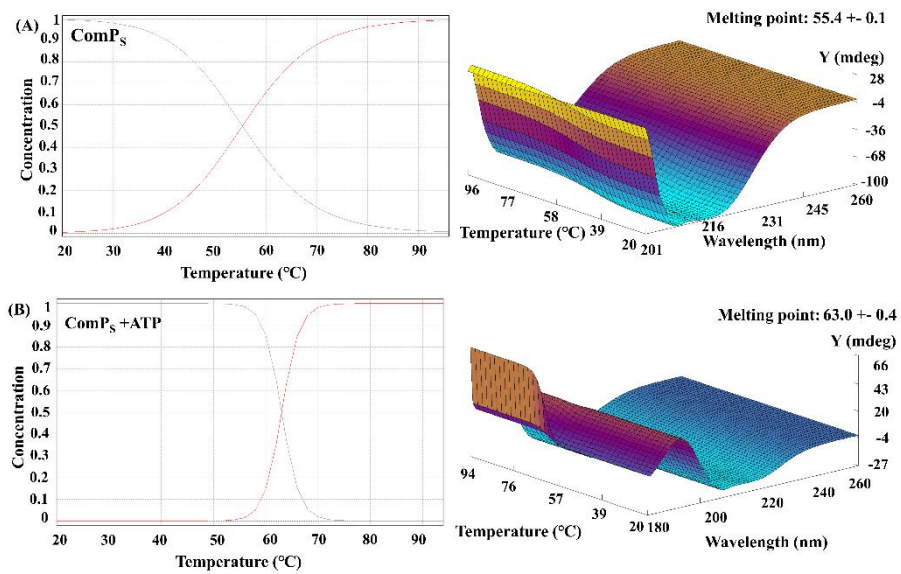 (A)
ComPS
Concentration
1
0.9
0.8
0.7
0.6
0.5
0.4
0.3
0.2
0.1
0
20 30 40 50 60 70 80 90
Temperature (°C)
Melting point: 55.4 +- 0.1
Y (mdeg)
28
-4
-36
-68
-100
96 77 58 39 20
Temperature (°C)
201 216 231 245 260
Wavelength (nm)
(B)
ComPS +ATP
Concentration
1
0.9
0.8
0.7
0.6
0.5
0.4
0.3
0.2
0.1
0
20 30 40 50 60 70 80 90
Temperature (°C)
Melting point: 63.0 +- 0.4
Y (mdeg)
66
43
20
-4
-27
94 76 57 39 20
Temperature (°C)
180 200 220 240 260
Wavelength (nm)